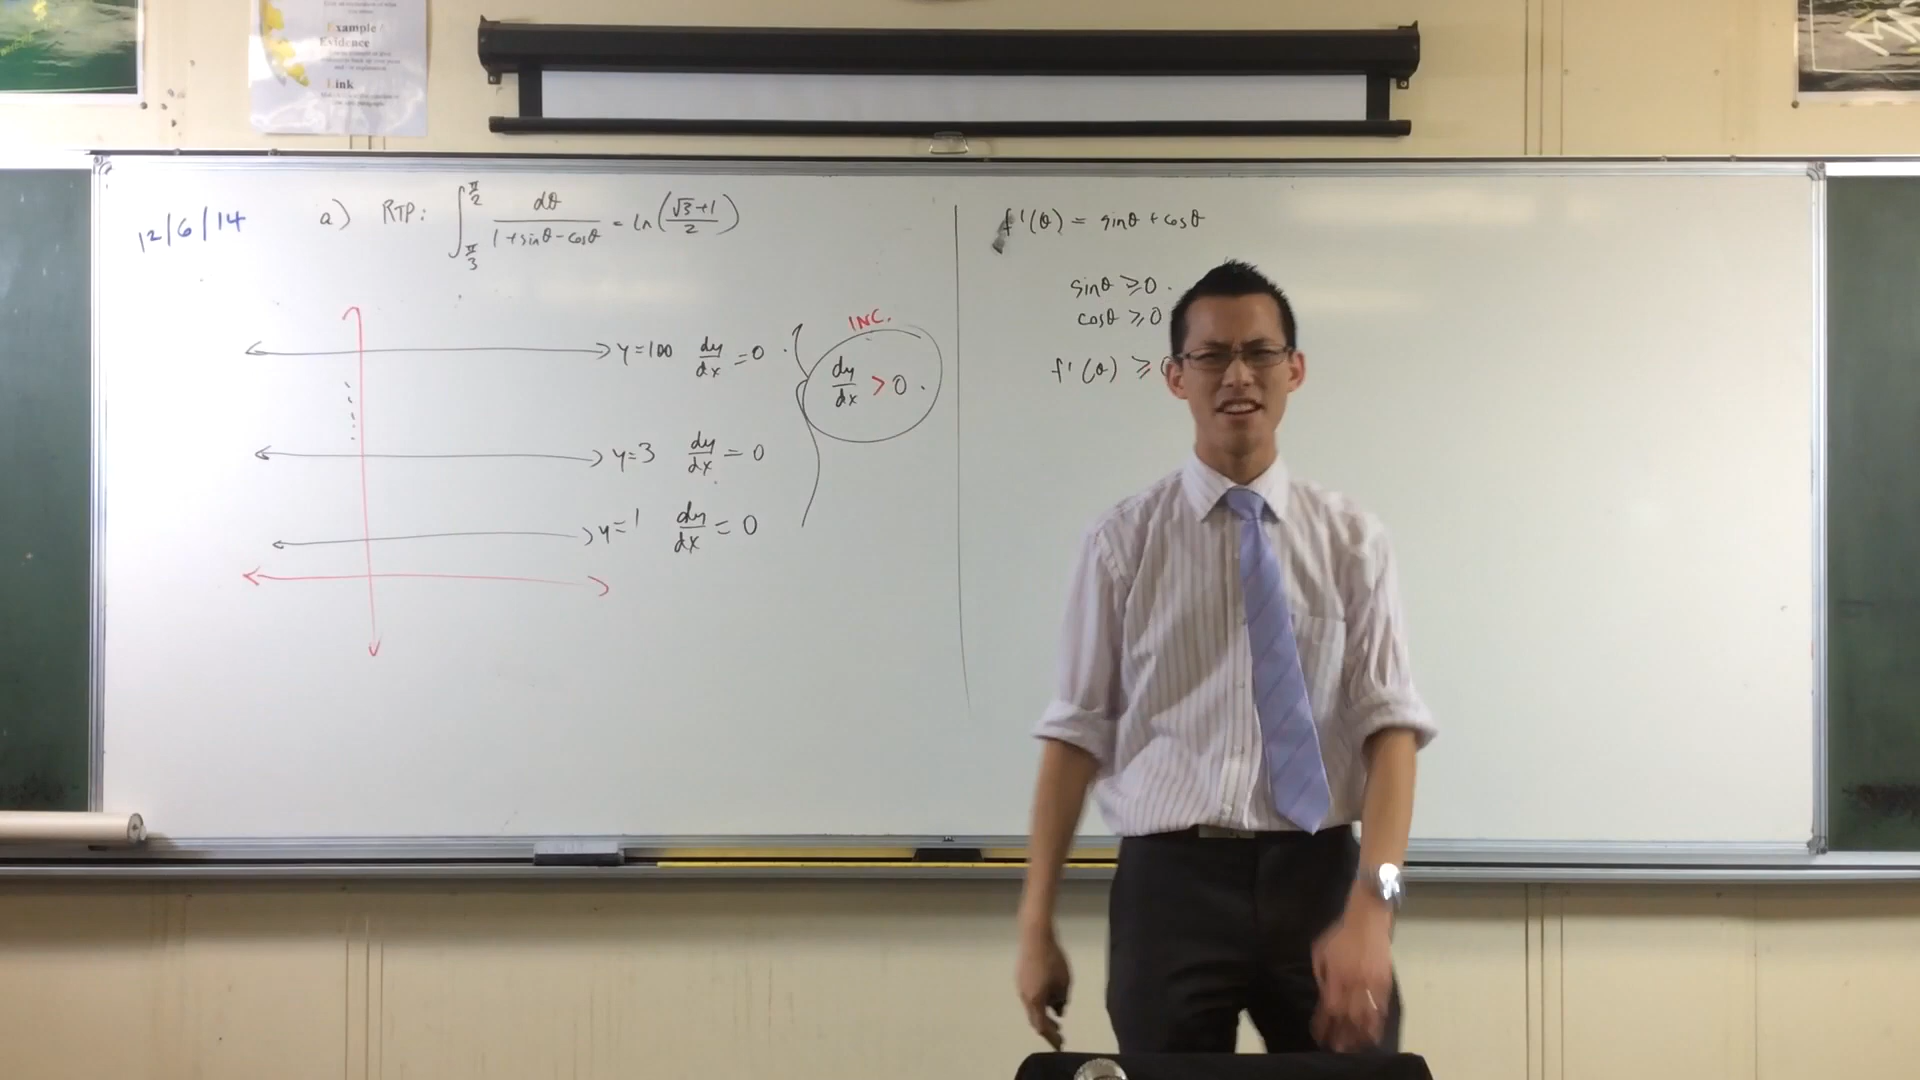 Example /
Evidence
Link
12/6/14
a) RTP: ∫_{π/3}^{π/2} dθ / (1 + sinθ - cosθ) = ln((√3+1)/2)
y=100 dy/dx = 0
y=3 dy/dx = 0
y=1 dy/dx = 0
INC.
dy/dx > 0.
f'(θ) = sinθ + cosθ
sinθ ≥ 0.
cosθ ≥ 0
f'(θ) ≥